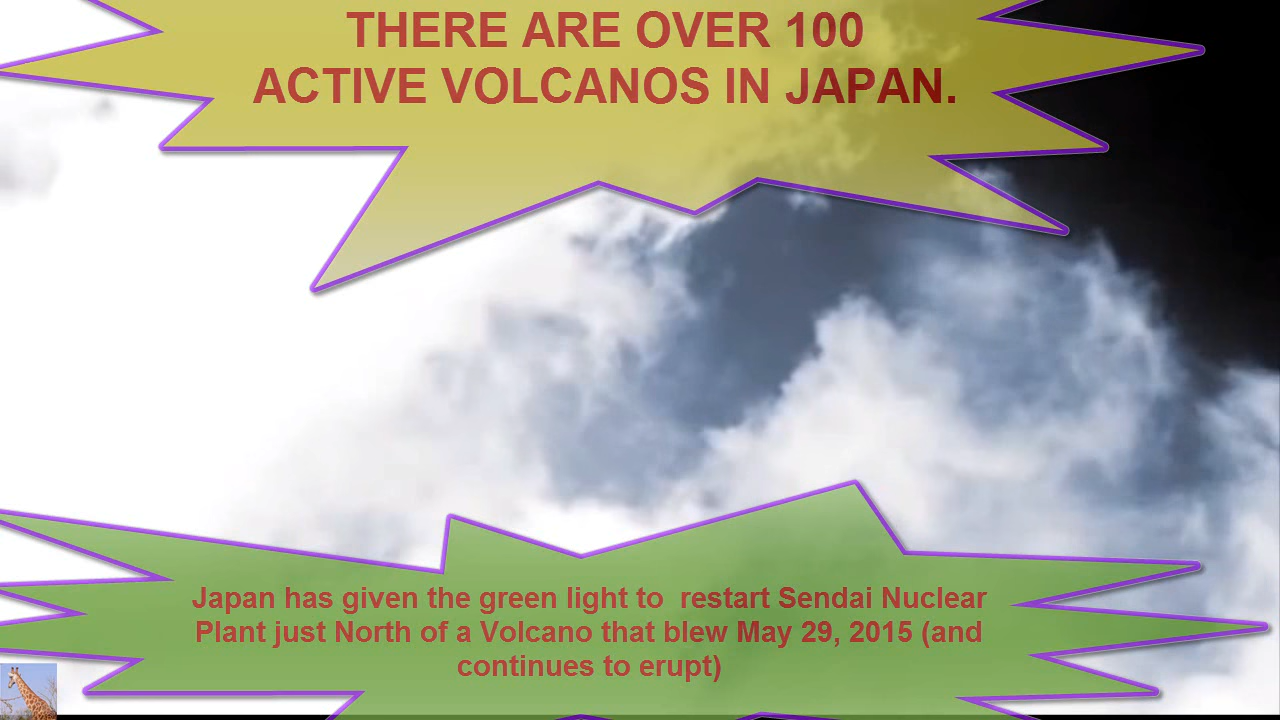 THERE ARE OVER 100
ACTIVE VOLCANOS IN JAPAN.
Japan has given the green light to  restart Sendai Nuclear
Plant just North of a Volcano that blew May 29, 2015 (and
continues to erupt)